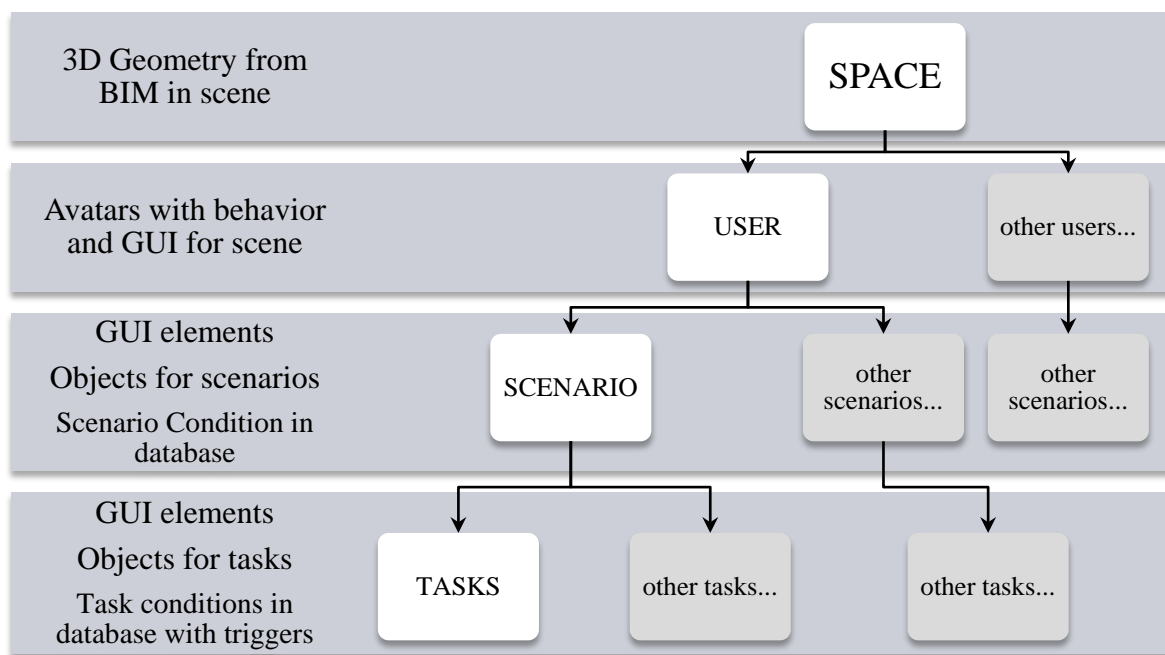 3D Geometry from
BIM in scene
SPACE
Avatars with behavior
and GUI for scene
USER
other users...
GUI elements
Objects for scenarios
Scenario Condition in
database
SCENARIO
other
scenarios...
other
scenarios...
GUI elements
Objects for tasks
Task conditions in
database with triggers
TASKS
other tasks...
other tasks...